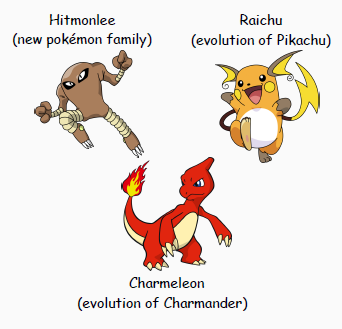 Hitmonlee
(new pokémon family)
Raichu
(evolution of Pikachu)
Charmeleon
(evolution of Charmander)